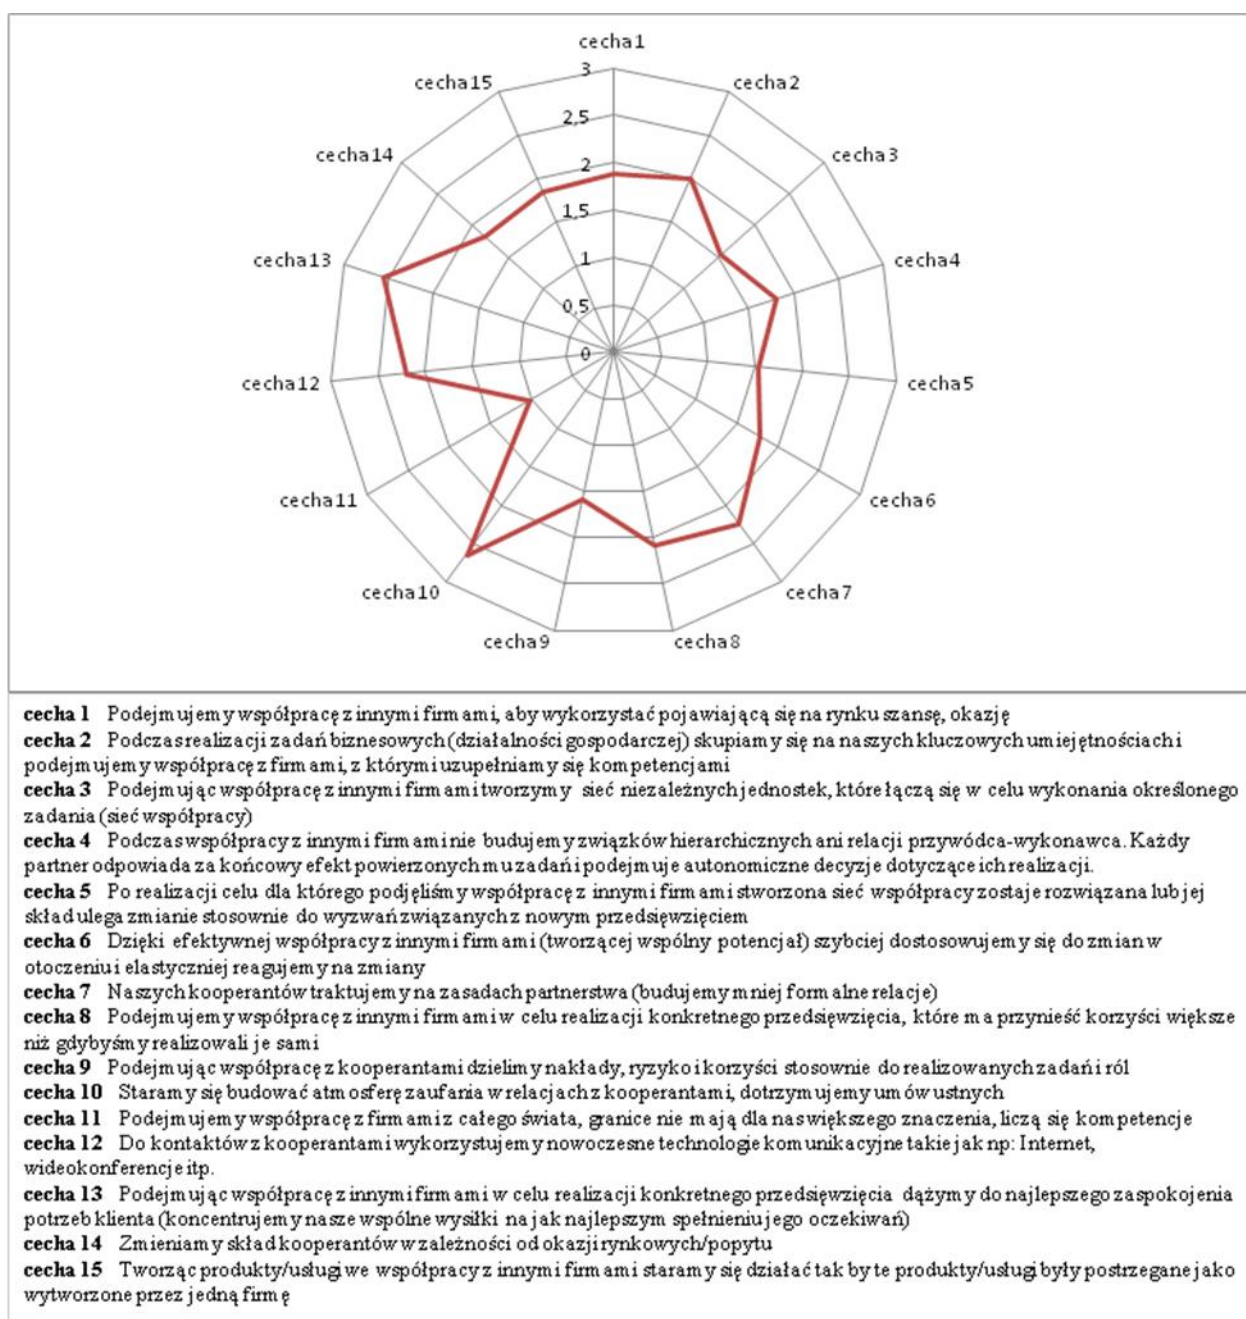 cecha1
3
cecha15
cecha2
2,5
cecha14
cecha3
2
1,5
cecha13
cecha4
1
0,5
0
cecha12
cecha5
cecha11
cecha6
cecha10
cecha7
cecha9
cecha8
cecha 1 Podejmujemy współpracę z innymi firmami, aby wykorzystać pojawiającą się na rynku szansę, okazję
cecha 2 Podczas realizacji zadań biznesowych (działalności gospodarczej) skupiamy się na naszych kluczowych umiejętnościach i
podejmujemy współpracę z firmami, z którymi uzupełniamy się kompetencjami
cecha 3 Podejmując współpracę z innymi firmami tworzymy sieć niezależnych jednostek, które łączą się w celu wykonania określonego
zadania (sieć współpracy)
cecha 4 Podczas współpracy z innymi firmami nie budujemy związków hierarchicznych ani relacji przywódca-wykonawca. Każdy
partner odpowiada za końcowy efekt powierzonych mu zadań i podejmuje autonomiczne decyzje dotyczące ich realizacji.
cecha 5 Po realizacji celu dla którego podjęliśmy współpracę z innymi firmami stworzona sieć współpracy zostaje rozwiązana lub jej
skład ulega zmianie stosownie do wyzwań związanych z nowym przedsięwzięciem
cecha 6 Dzięki efektywnej współpracy z innymi firmami (tworzącej wspólny potencjał) szybciej dostosowujemy się do zmian w
otoczeniu i elastyczniej reagujemy na zmiany
cecha 7 Naszych kooperantów traktujemy na zasadach partnerstwa (budujemy mniej formalne relacje)
cecha 8 Podejmujemy współpracę z innymi firmami w celu realizacji konkretnego przedsięwzięcia, które ma przynieść korzyści większe
niż gdybyśmy realizowali je sami
cecha 9 Podejmując współpracę z kooperantami dzielimy nakłady, ryzyko i korzyści stosownie do realizowanych zadań i ról
cecha 10 Staramy się budować atmosferę zaufania w relacjach z kooperantami, dotrzymujemy umów ustnych
cecha 11 Podejmujemy współpracę z firmami z całego świata, granice nie mają dla nas większego znaczenia, liczą się kompetencje
cecha 12 Do kontaktów z kooperantami wykorzystujemy nowoczesne technologie komunikacyjne takie jak np: Internet,
wideokonferencje itp.
cecha 13 Podejmując współpracę z innymi firmami w celu realizacji konkretnego przedsięwzięcia dążymy do najlepszego zaspokojenia
potrzeb klienta (koncentrujemy nasze wspólne wysiłki na jak najlepszym spełnieniu jego oczekiwań)
cecha 14 Zmieniamy skład kooperantów w zależności od okazji rynkowych/popytu
cecha 15 Tworząc produkty/usługi we współpracy z innymi firmami staramy się działać tak by te produkty/usługi były postrzegane jako
wytworzone przez jedną firmę